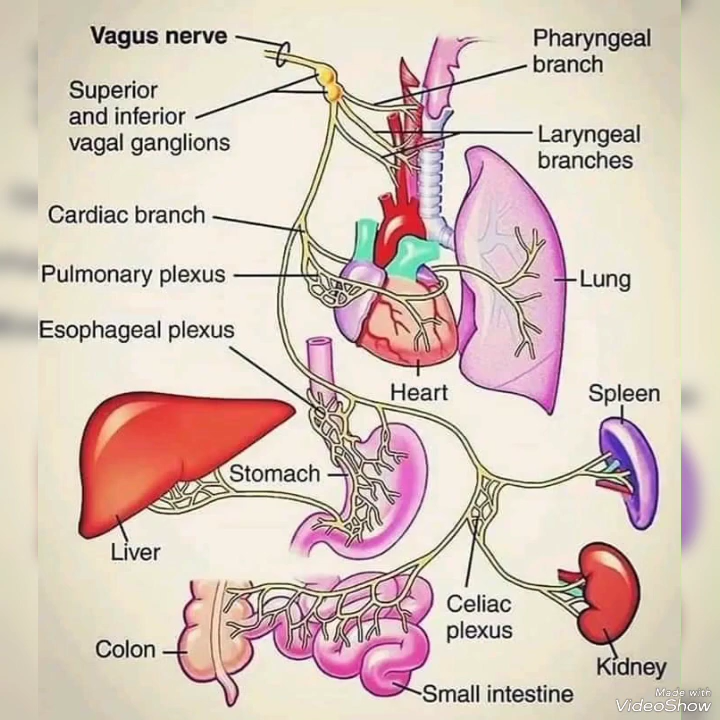 Vagus nerve
Pharyngeal
branch
Superior
and inferior
vagal ganglions
Laryngeal
branches
Cardiac branch
Pulmonary plexus
Lung
Esophageal plexus
Heart
Spleen
Stomach
Liver
Celiac
plexus
Colon
Kidney
Small intestine
Made with
VideoShow